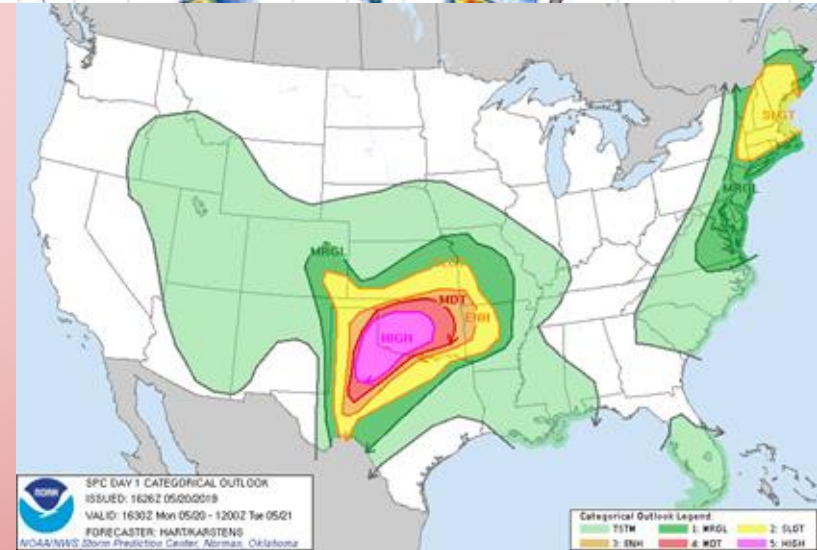 SLGT
MRGL
MRGL
SLGT
MDT
ENH
HIGH
NOAA
SPC DAY 1 CATEGORICAL OUTLOOK
ISSUED: 1626Z 05/20/2019
VALID: 1630Z Mon 05/20 - 1200Z Tue 05/21
FORECASTER: HART/KARSTENS
NOAA/NWS Storm Prediction Center, Norman, Oklahoma
Categorical Outlook Legend:
TSTM 1: MRGL 2: SLGT
3: ENH 4: MDT 5: HIGH